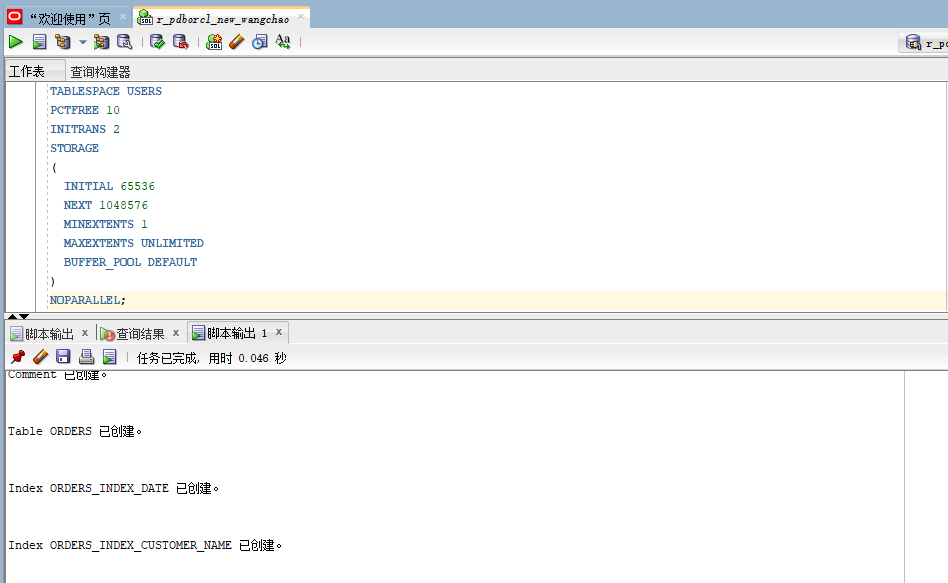 “欢迎使用”页
r_pdborcl_new_wangchao
工作表
查询构建器
TABLESPACE USERS
PCTFREE 10
INITRANS 2
STORAGE
(
INITIAL 65536
NEXT 1048576
MINEXTENTS 1
MAXEXTENTS UNLIMITED
BUFFER_POOL DEFAULT
)
NOPARALLEL;
脚本输出 x
查询结果 x
脚本输出 1 x
任务已完成, 用时 0.046 秒
Comment 已创建。
Table ORDERS 已创建。
Index ORDERS_INDEX_DATE 已创建。
Index ORDERS_INDEX_CUSTOMER_NAME 已创建。